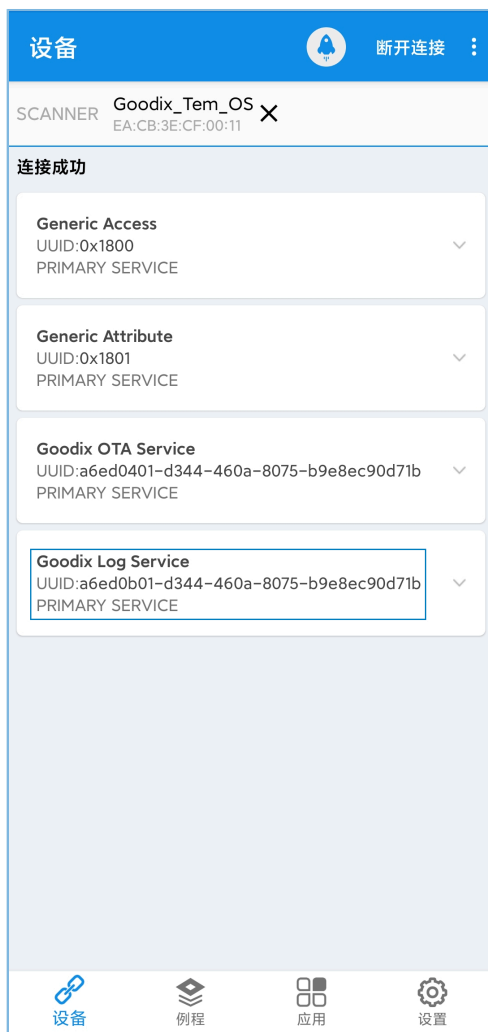 设备
断开连接
SCANNER
Goodix_Tem_OS
EA:CB:3E:CF:00:11
连接成功
Generic Access
UUID:0x1800
PRIMARY SERVICE
Generic Attribute
UUID:0x1801
PRIMARY SERVICE
Goodix OTA Service
UUID:a6ed0401-d344-460a-8075-b9e8ec90d71b
PRIMARY SERVICE
Goodix Log Service
UUID:a6ed0b01-d344-460a-8075-b9e8ec90d71b
PRIMARY SERVICE
设备
例程
应用
设置